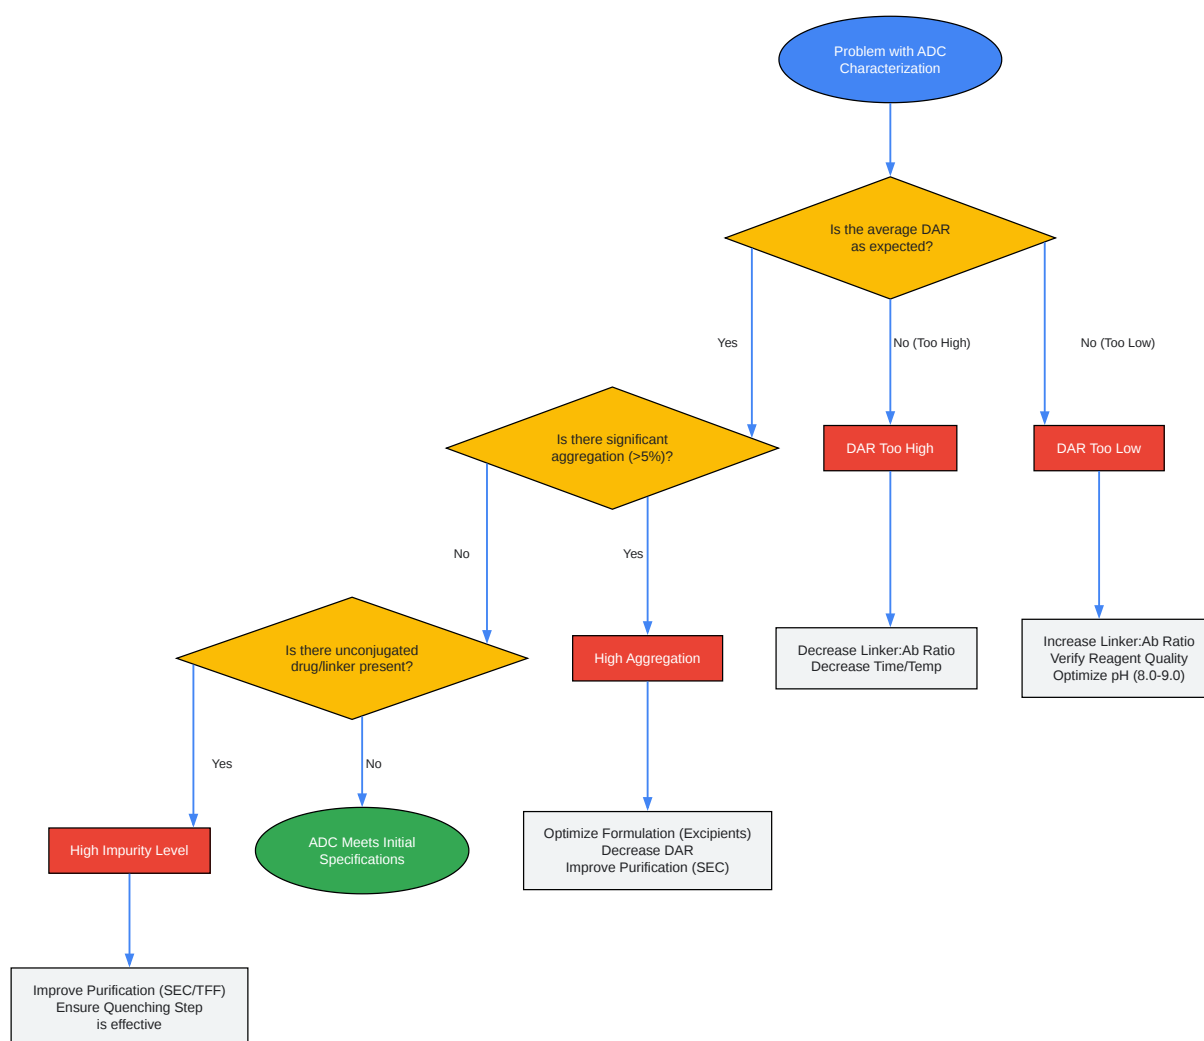 Problem with ADC
Characterization
Is the average DAR
as expected?
Yes
No (Too High)
No (Too Low)
Is there significant
aggregation (>5%)?
DAR Too High
DAR Too Low
No
Yes
Is there unconjugated
drug/linker present?
High Aggregation
Decrease Linker:Ab Ratio
Decrease Time/Temp
Increase Linker:Ab Ratio
Verify Reagent Quality
Optimize pH (8.0-9.0)
Yes
No
High Impurity Level
ADC Meets Initial
Specifications
Optimize Formulation (Excipients)
Decrease DAR
Improve Purification (SEC)
Improve Purification (SEC/TFF)
Ensure Quenching Step
is effective